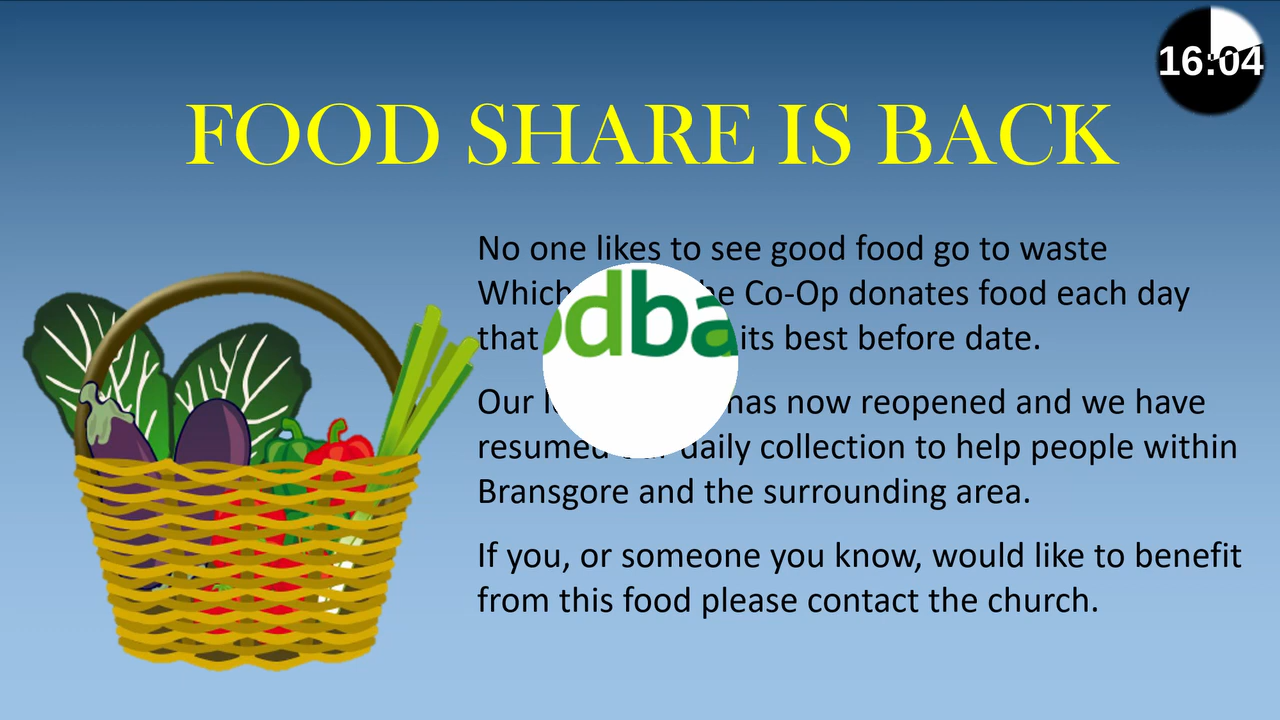 16:04
FOOD SHARE IS BACK
No one likes to see good food go to waste
Which Co-Op donates food each day
that its best before date.
Our has now reopened and we have
resumed daily collection to help people within
Bransgore and the surrounding area.
If you, or someone you know, would like to benefit
from this food please contact the church.
dba